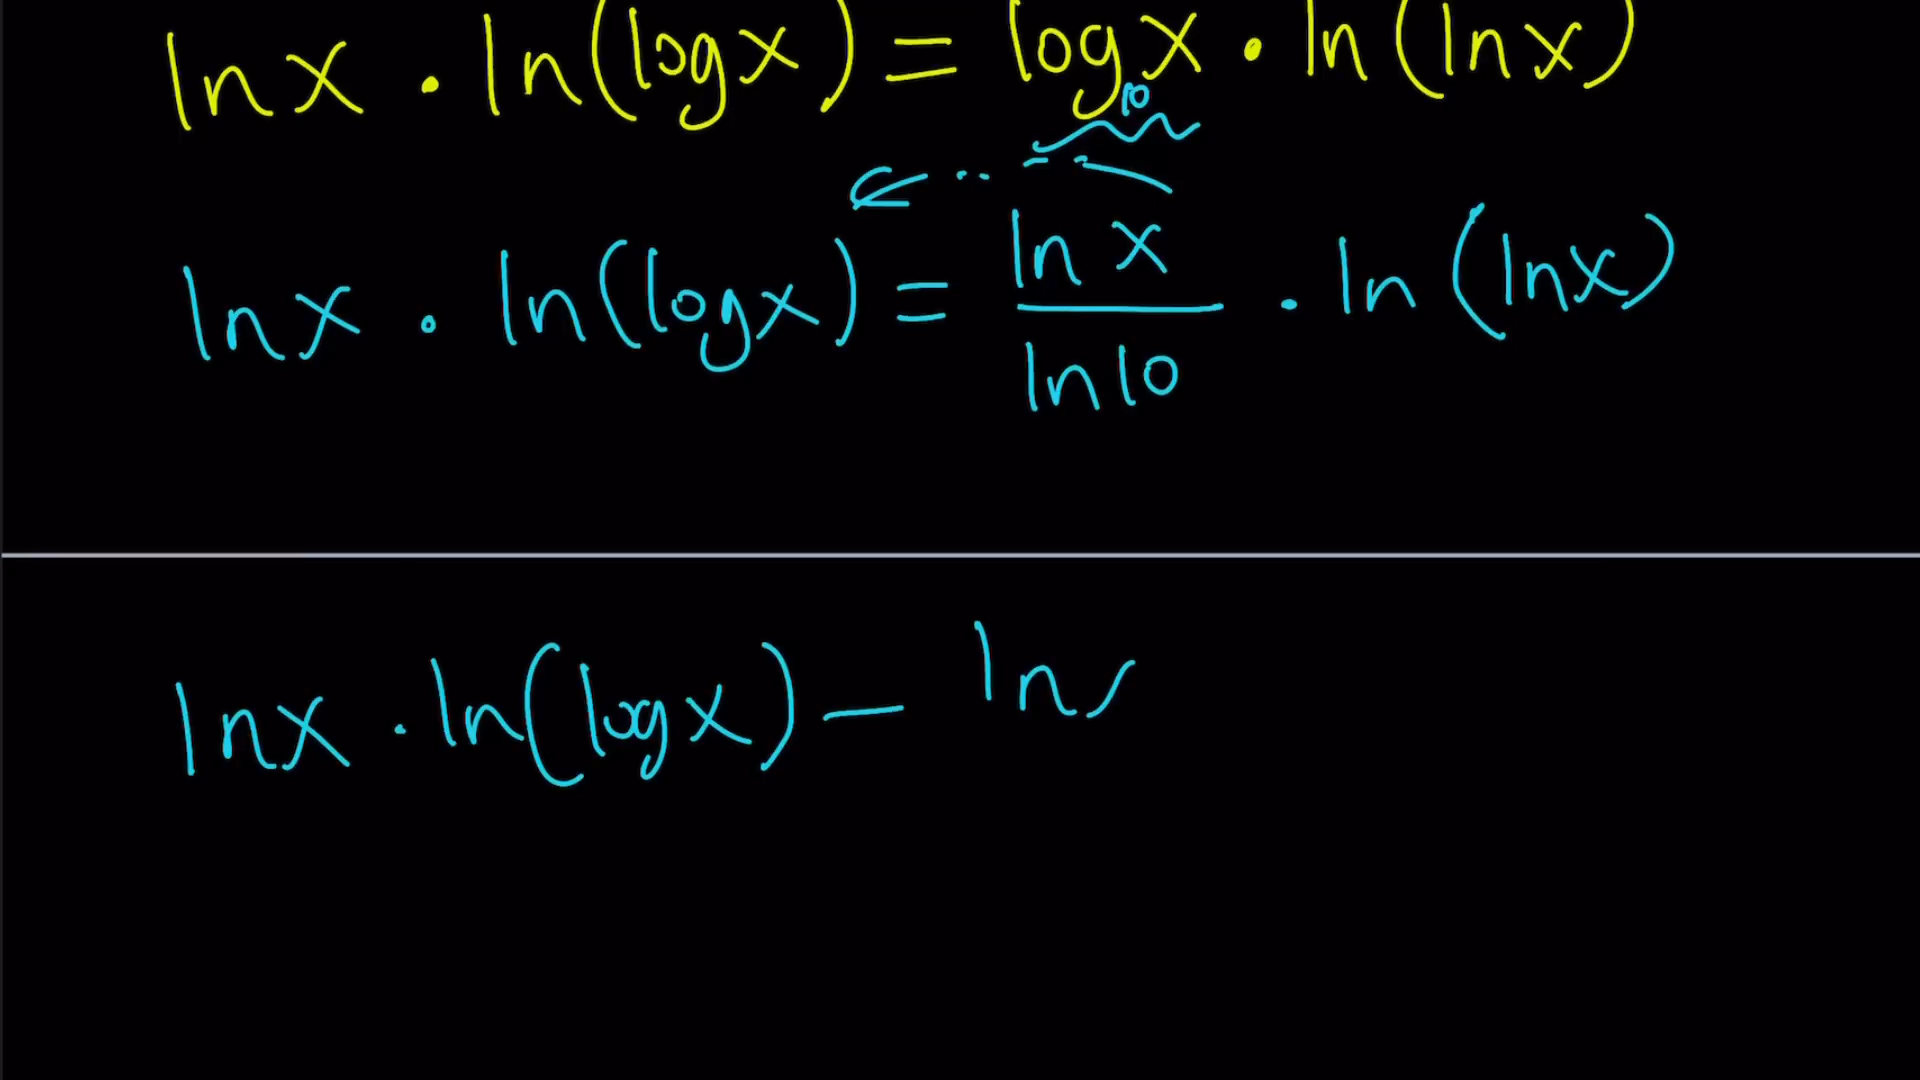 ln x · ln(log x) = log x · ln(ln x)
10
ln x · ln(log x) = ln x / ln 10 · ln(ln x)
ln x · ln(log x) - ln